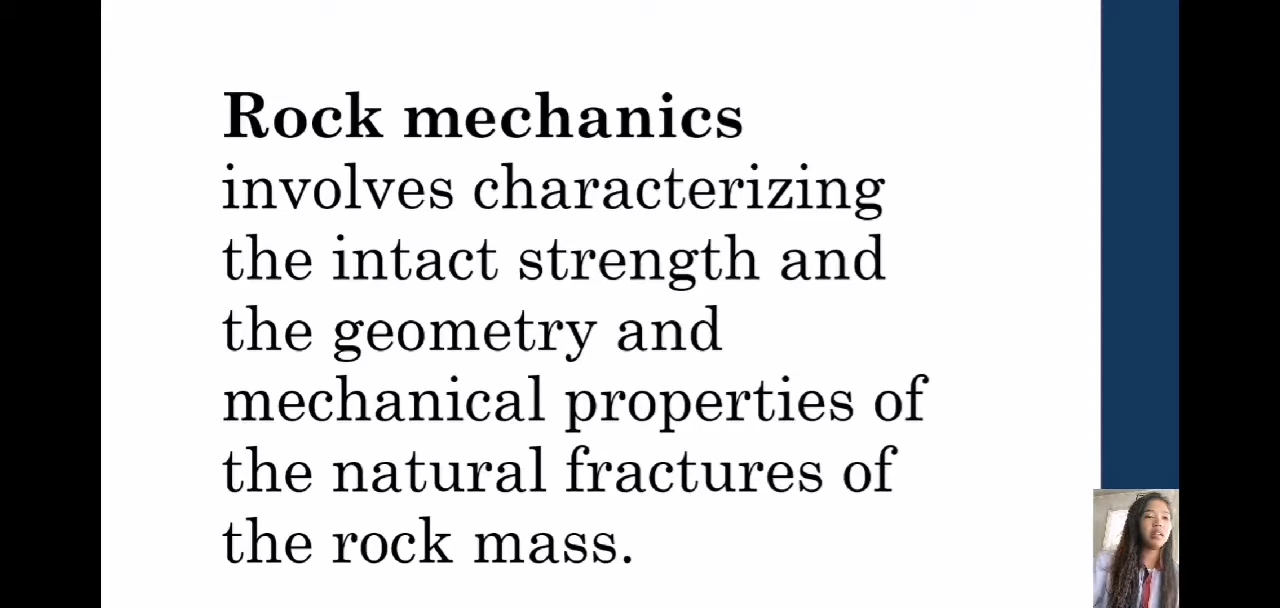 Rock mechanics
involves characterizing
the intact strength and
the geometry and
mechanical properties of
the natural fractures of
the rock mass.